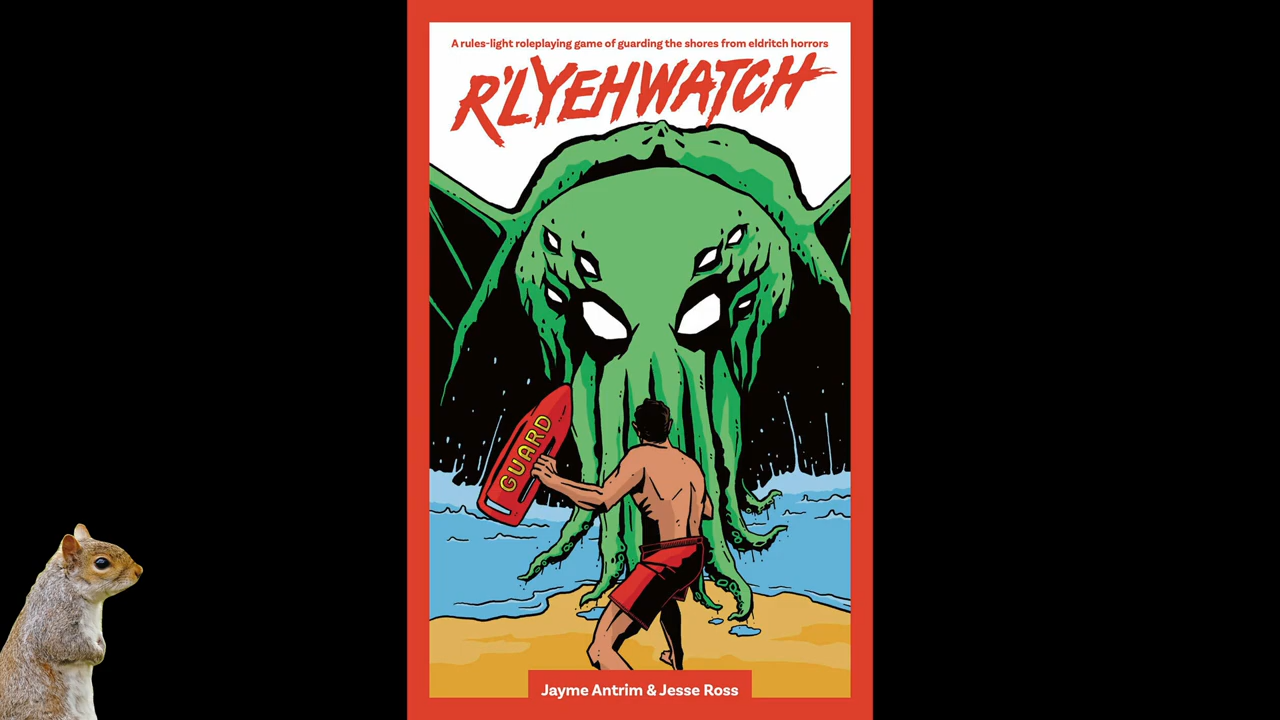 A rules-light roleplaying game of guarding the shores from eldritch horrors
R'LYEHWATCH
GUARD
Jayme Antrim & Jesse Ross